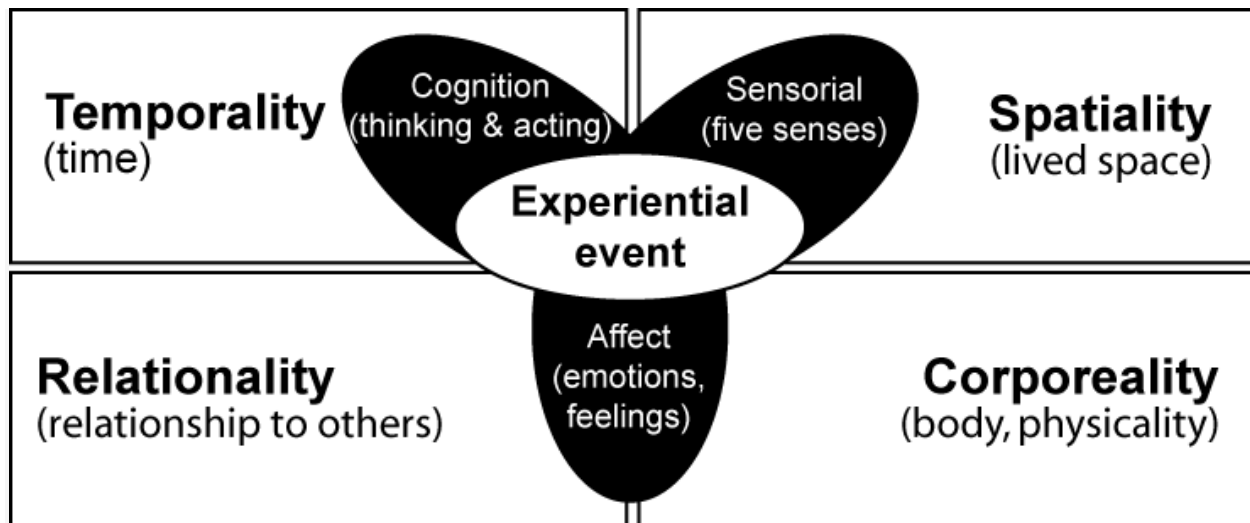 Temporality
(time)
Cognition
(thinking & acting)
Sensorial
(five senses)
Spatiality
(lived space)
Experiential
event
Relationality
(relationship to others)
Affect
(emotions,
feelings)
Corporeality
(body, physicality)